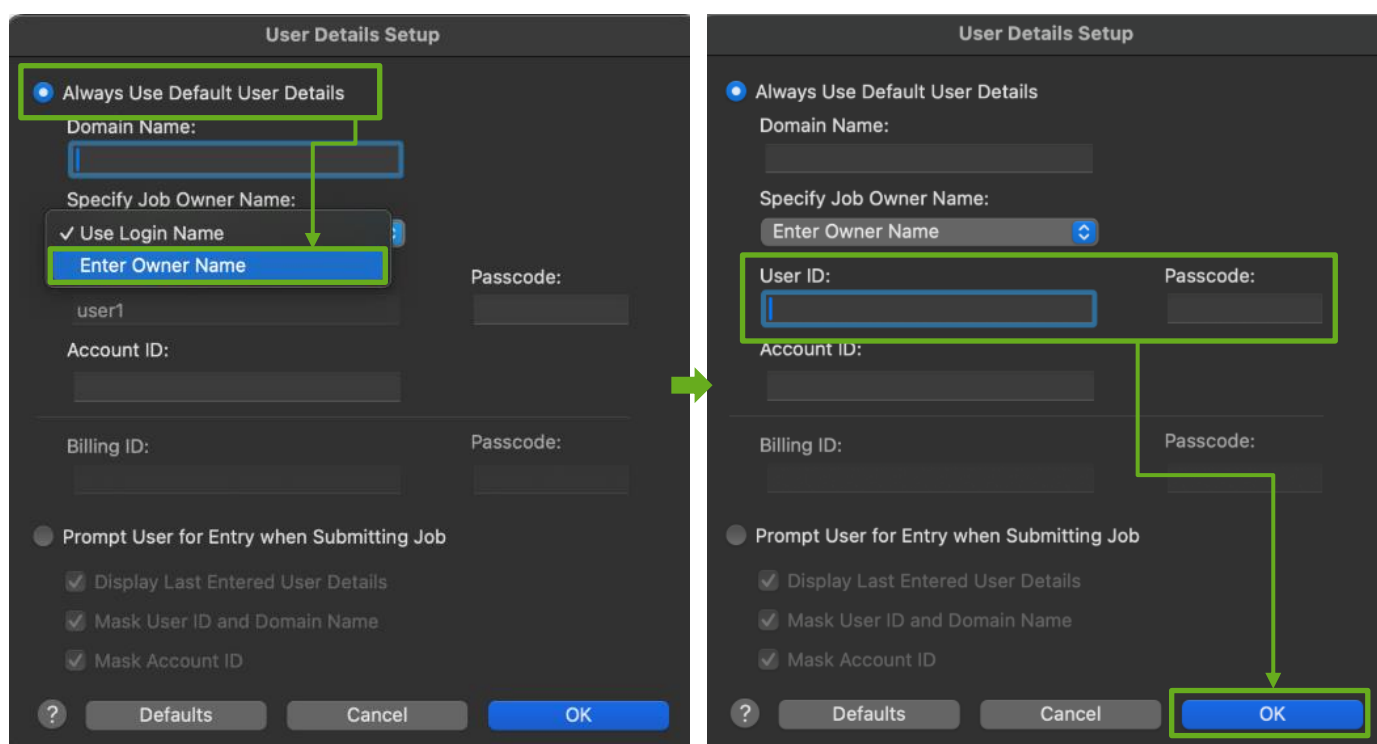 User Details Setup
Always Use Default User Details
Domain Name:
Specify Job Owner Name:
✓ Use Login Name
Enter Owner Name
Passcode:
user1
Account ID:
Billing ID:
Passcode:
Prompt User for Entry when Submitting Job
Display Last Entered User Details
Mask User ID and Domain Name
Mask Account ID
? Defaults Cancel OK
User Details Setup
Always Use Default User Details
Domain Name:
Specify Job Owner Name:
Enter Owner Name
User ID: Passcode:
Account ID:
Billing ID: Passcode:
Prompt User for Entry when Submitting Job
Display Last Entered User Details
Mask User ID and Domain Name
Mask Account ID
? Defaults Cancel OK